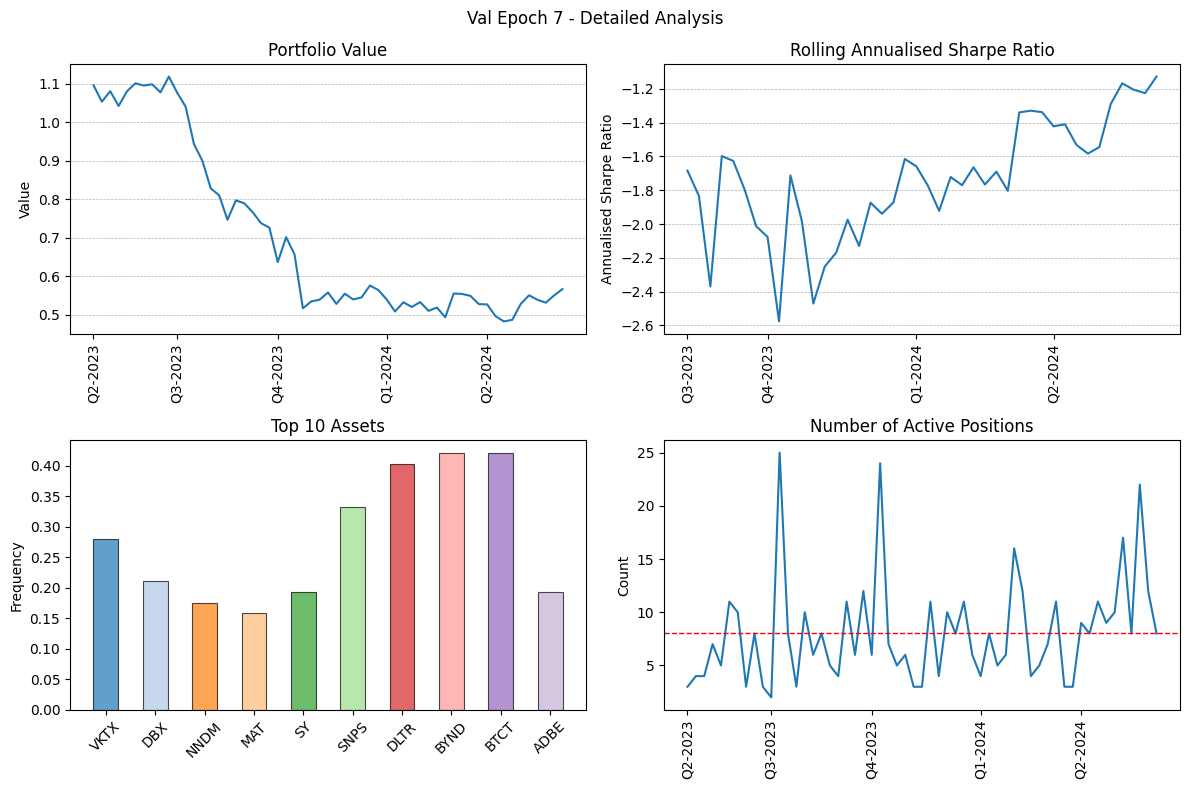 Val Epoch 7 - Detailed Analysis
Portfolio Value
Value
1.1
1.0
0.9
0.8
0.7
0.6
0.5
Q2-2023
Q3-2023
Q4-2023
Q1-2024
Q2-2024
Rolling Annualised Sharpe Ratio
Annualised Sharpe Ratio
−1.2
−1.4
−1.6
−1.8
−2.0
−2.2
−2.4
−2.6
Q3-2023
Q4-2023
Q1-2024
Q2-2024
Top 10 Assets
Frequency
0.40
0.35
0.30
0.25
0.20
0.15
0.10
0.05
0.00
VKTX
DBX
NNDM
MAT
SY
SNPS
DLTR
BYND
BTCT
ADBE
Number of Active Positions
Count
25
20
15
10
5
Q2-2023
Q3-2023
Q4-2023
Q1-2024
Q2-2024